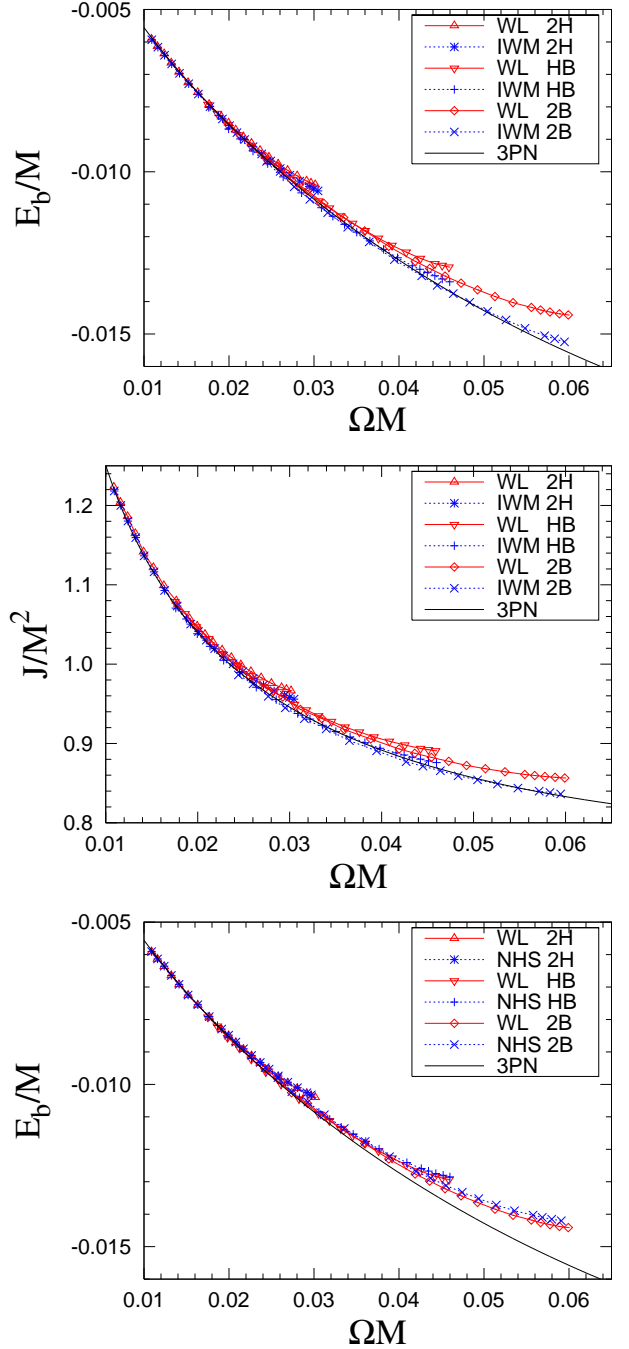 -0.005
-0.010
-0.015
E_b/M
0.01 0.02 0.03 0.04 0.05 0.06
ΩM
WL 2H
IWM 2H
WL HB
IWM HB
WL 2B
IWM 2B
3PN
1.2
1.1
1.0
0.9
0.8
J/M^2
0.01 0.02 0.03 0.04 0.05 0.06
ΩM
WL 2H
IWM 2H
WL HB
IWM HB
WL 2B
IWM 2B
3PN
-0.005
-0.010
-0.015
E_b/M
0.01 0.02 0.03 0.04 0.05 0.06
ΩM
WL 2H
NHS 2H
WL HB
NHS HB
WL 2B
NHS 2B
3PN